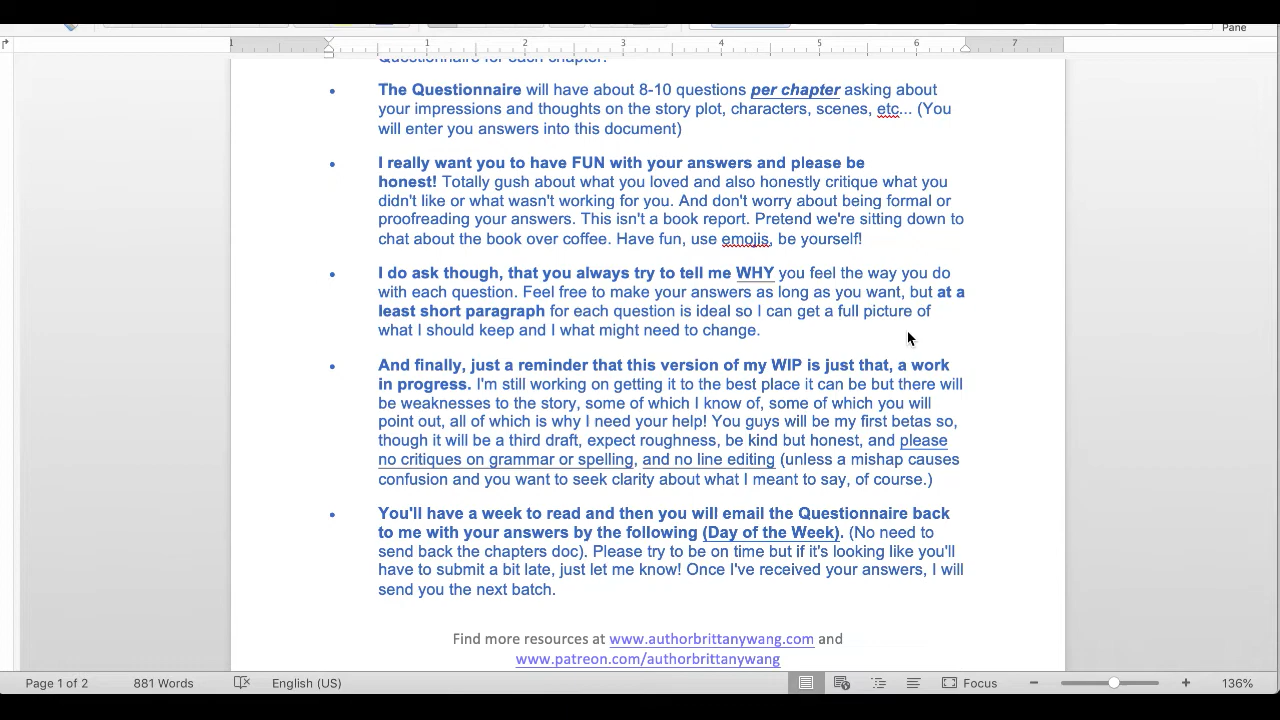 Pane
1 1 2 3 4 5 6 7
Questionnaire for each chapter.
• The Questionnaire will have about 8-10 questions per chapter asking about
your impressions and thoughts on the story plot, characters, scenes, etc... (You
will enter you answers into this document)
• I really want you to have FUN with your answers and please be
honest! Totally gush about what you loved and also honestly critique what you
didn't like or what wasn't working for you. And don't worry about being formal or
proofreading your answers. This isn't a book report. Pretend we're sitting down to
chat about the book over coffee. Have fun, use emojis, be yourself!
• I do ask though, that you always try to tell me WHY you feel the way you do
with each question. Feel free to make your answers as long as you want, but at a
least short paragraph for each question is ideal so I can get a full picture of
what I should keep and I what might need to change.
• And finally, just a reminder that this version of my WIP is just that, a work
in progress. I'm still working on getting it to the best place it can be but there will
be weaknesses to the story, some of which I know of, some of which you will
point out, all of which is why I need your help! You guys will be my first betas so,
though it will be a third draft, expect roughness, be kind but honest, and please
no critiques on grammar or spelling, and no line editing (unless a mishap causes
confusion and you want to seek clarity about what I meant to say, of course.)
• You'll have a week to read and then you will email the Questionnaire back
to me with your answers by the following (Day of the Week). (No need to
send back the chapters doc). Please try to be on time but if it's looking like you'll
have to submit a bit late, just let me know! Once I've received your answers, I will
send you the next batch.
Find more resources at www.authorbrittanywang.com and
www.patreon.com/authorbrittanywang
Page 1 of 2 881 Words English (US) Focus 136%